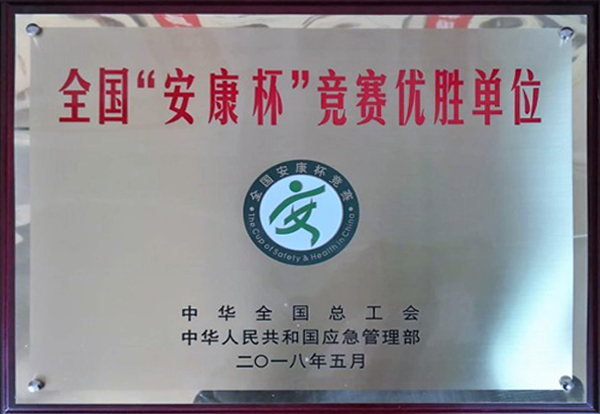 全国“安康杯”竞赛优胜单位
全国安康杯竞赛
the Cup of Safety & Health in China
中华全国总工会
中华人民共和国应急管理部
二〇一八年五月